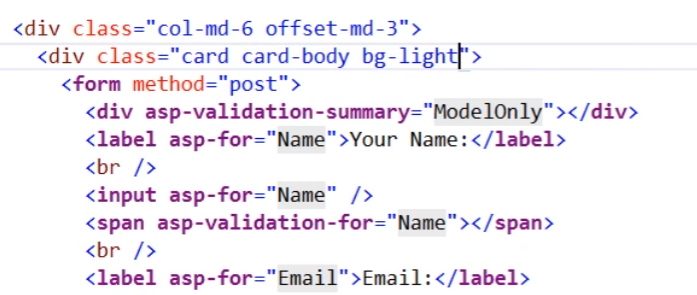 <div class="col-md-6 offset-md-3">
<div class="card card-body bg-light">
<form method="post">
<div asp-validation-summary="ModelOnly"></div>
<label asp-for="Name">Your Name:</label>
<br />
<input asp-for="Name" />
<span asp-validation-for="Name"></span>
<br />
<label asp-for="Email">Email:</label>